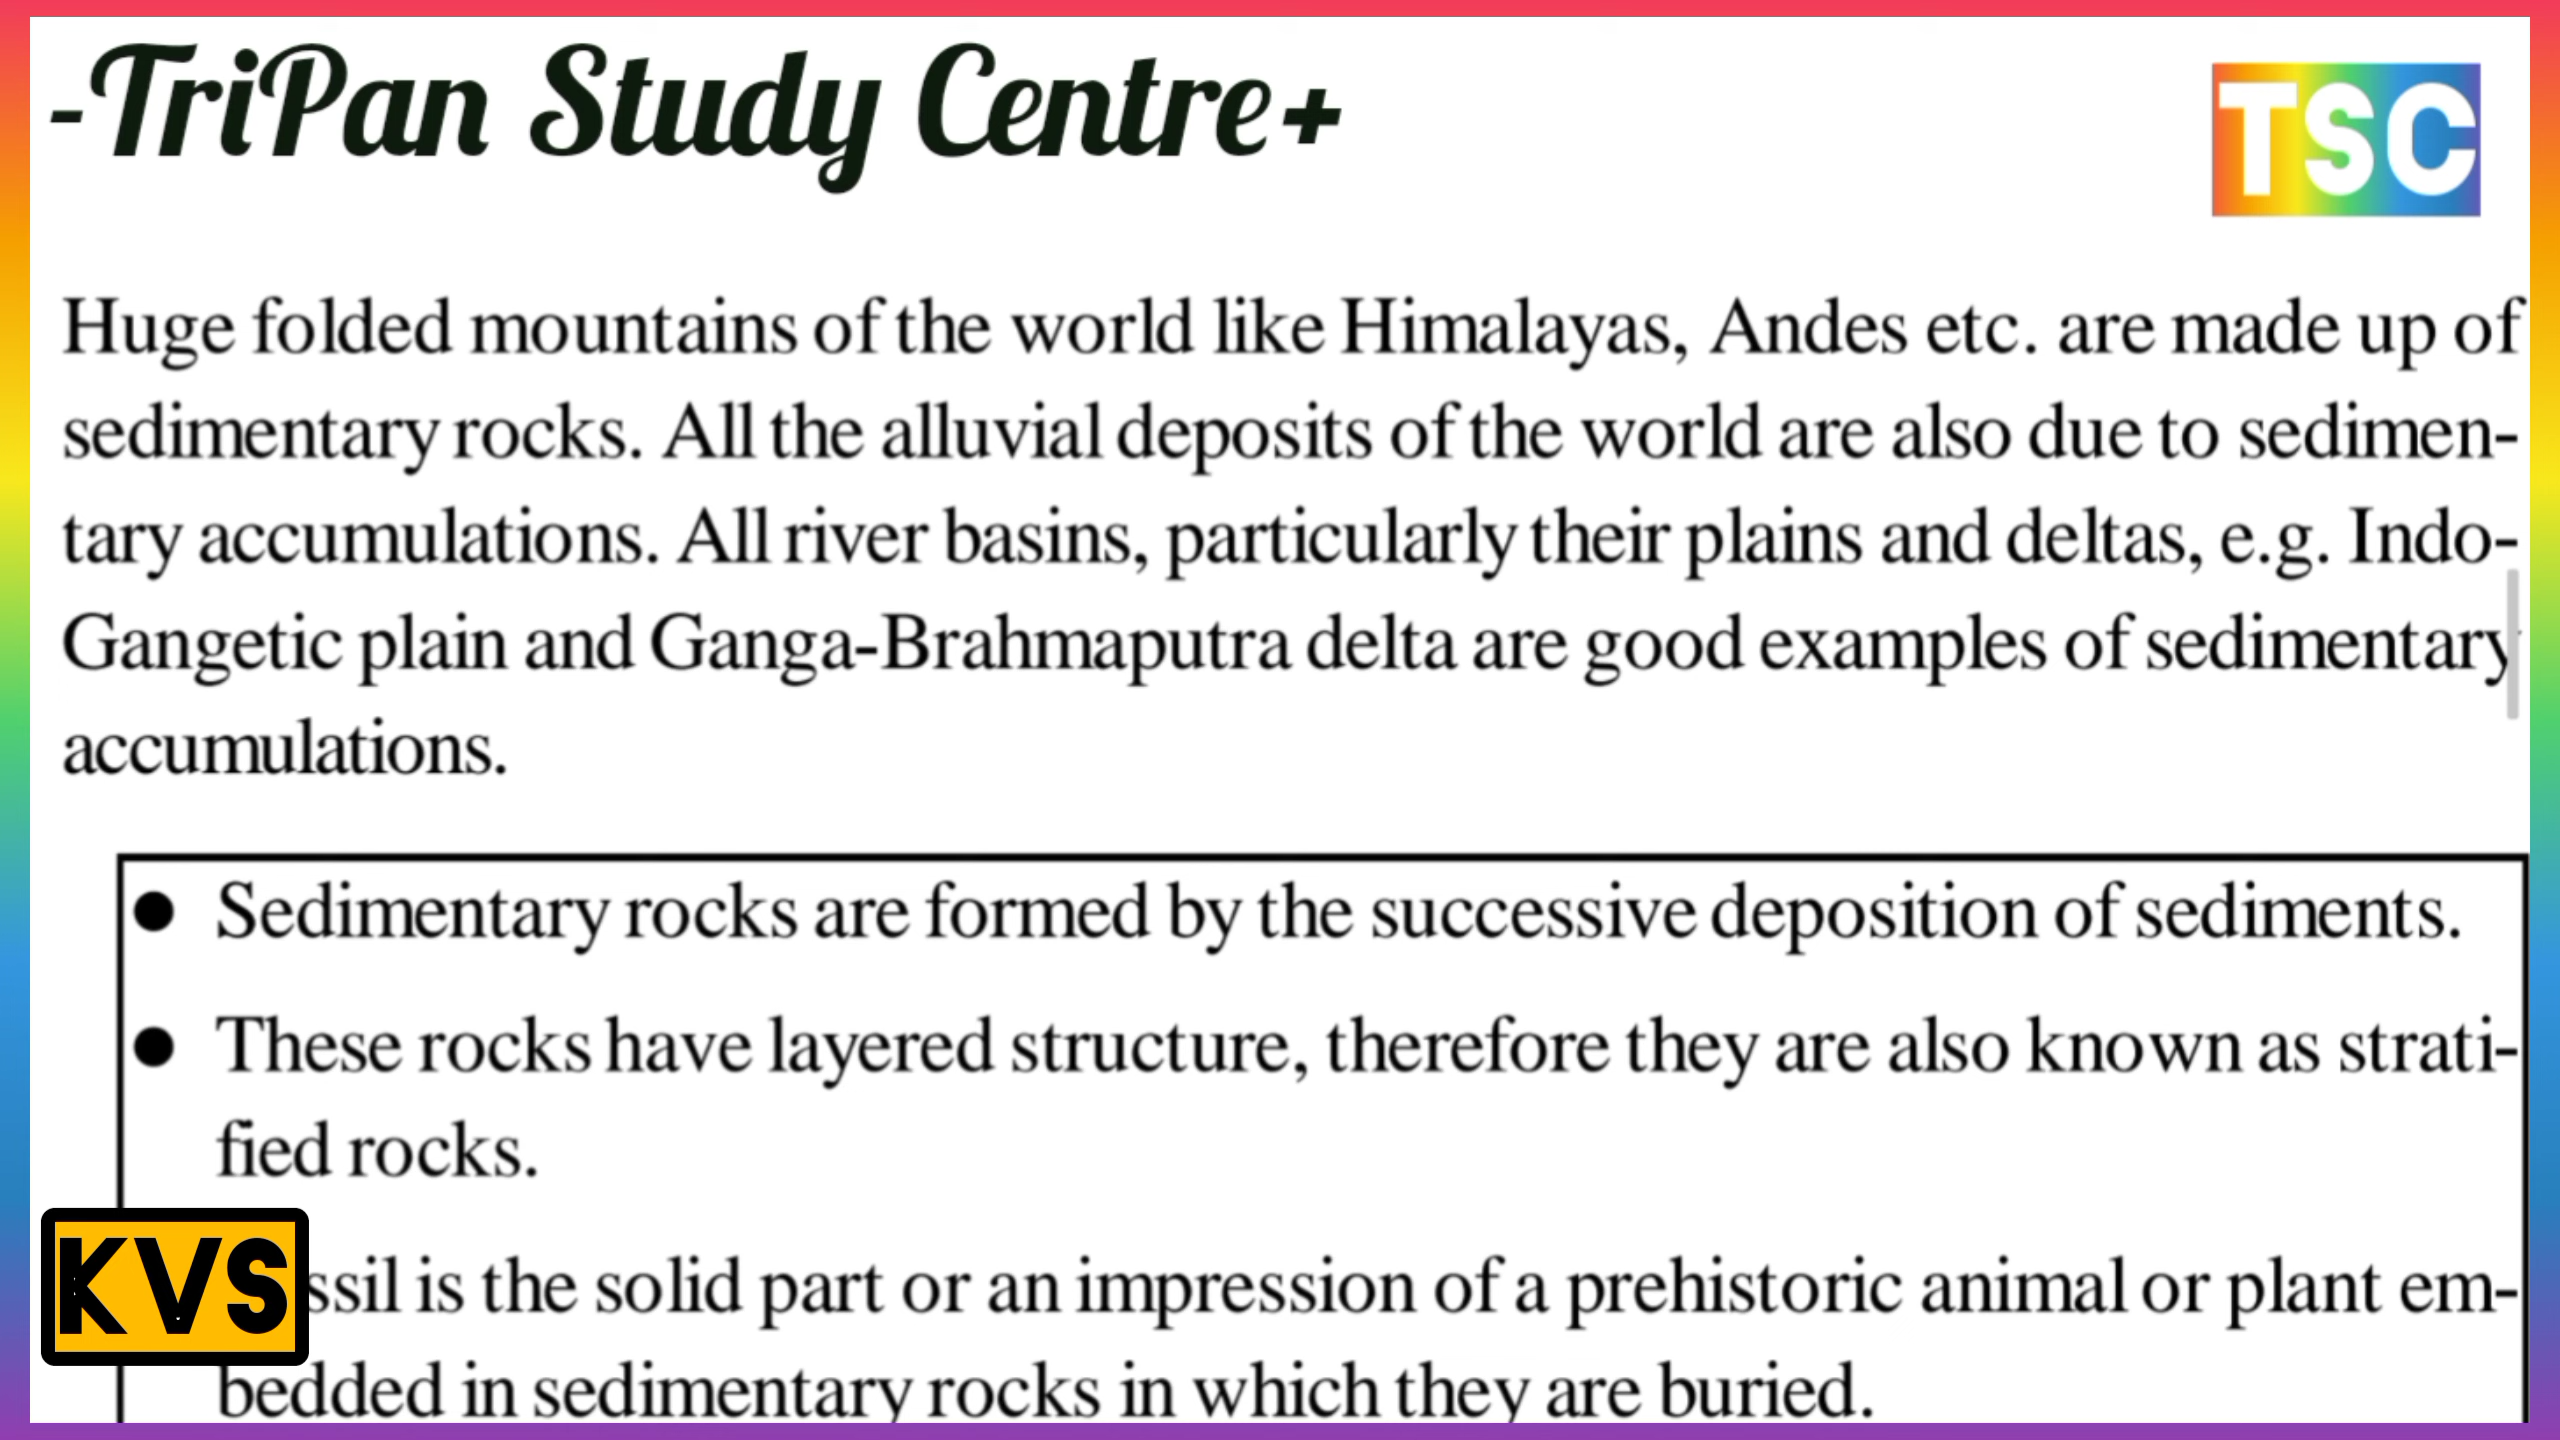 -TriPan Study Centre+
TSC
Huge folded mountains of the world like Himalayas, Andes etc. are made up of
sedimentary rocks. All the alluvial deposits of the world are also due to sedimen-
tary accumulations. All river basins, particularly their plains and deltas, e.g. Indo-
Gangetic plain and Ganga-Brahmaputra delta are good examples of sedimentary
accumulations.
● Sedimentary rocks are formed by the successive deposition of sediments.
● These rocks have layered structure, therefore they are also known as strati-
fied rocks.
KVS
ssil is the solid part or an impression of a prehistoric animal or plant em-
bedded in sedimentary rocks in which they are buried.